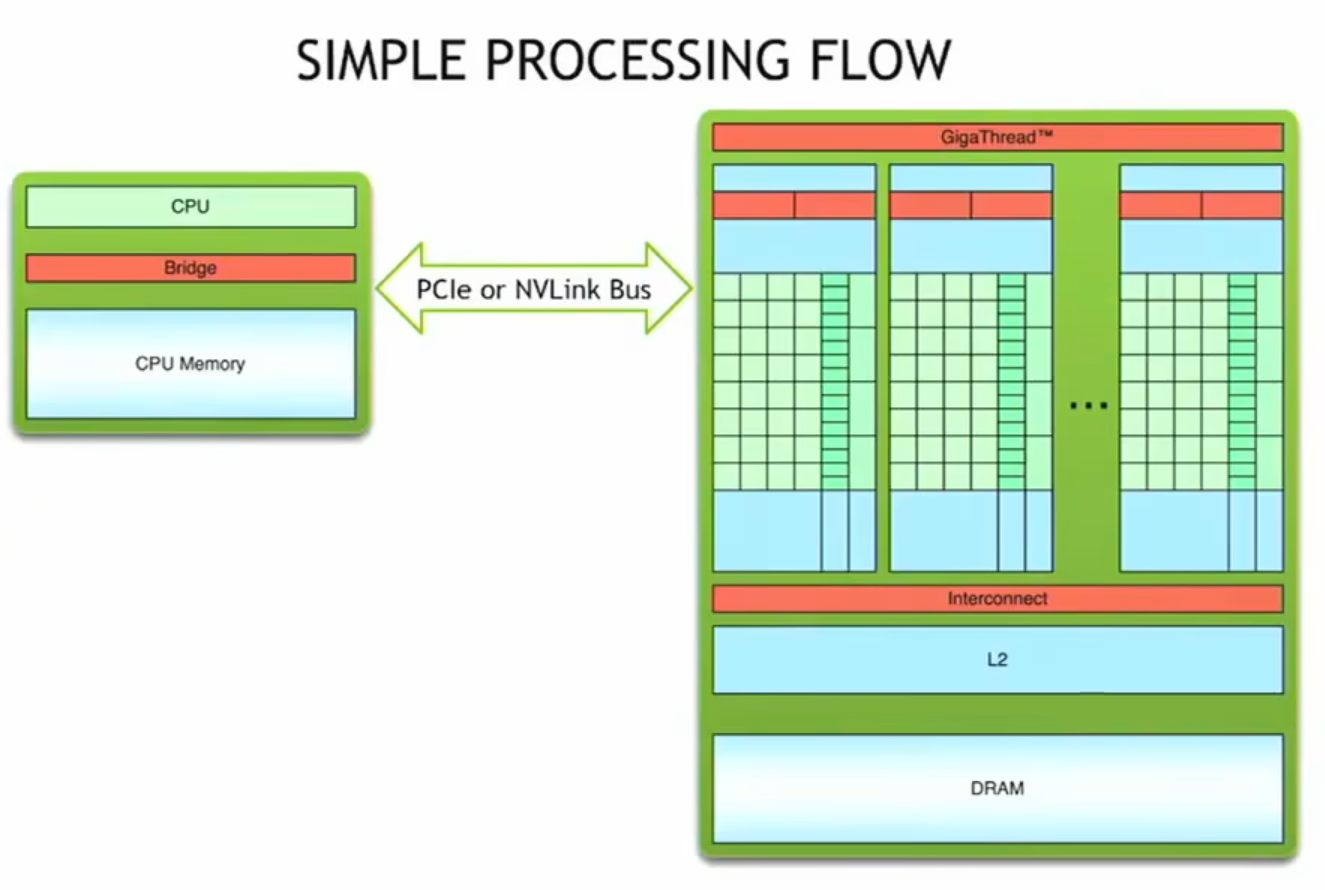 SIMPLE PROCESSING FLOW
CPU
Bridge
CPU Memory
PCIe or NVLink Bus
GigaThread™
...
Interconnect
L2
DRAM